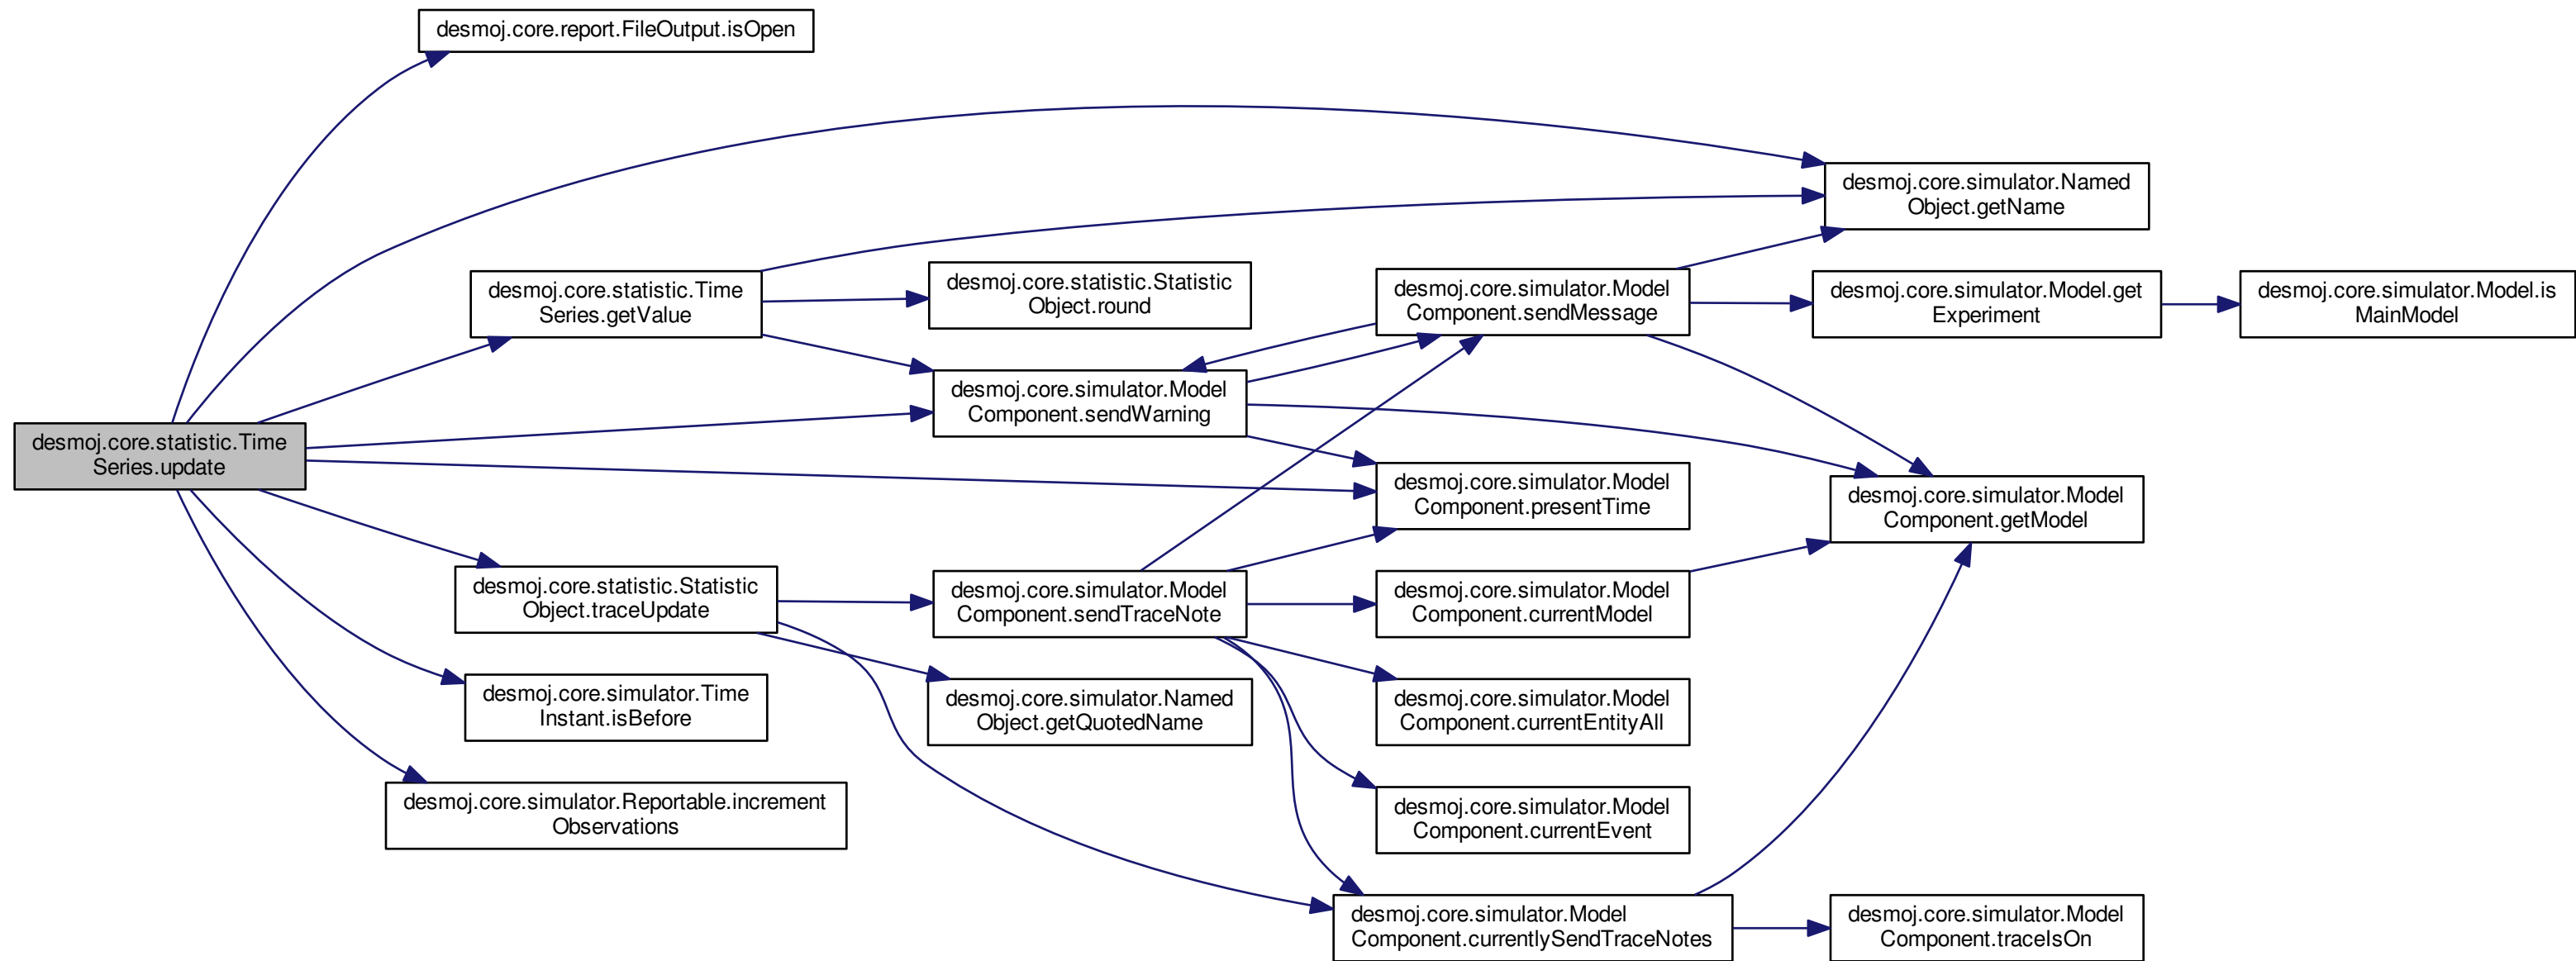 desmoj.core.report.FileOutput.isOpen
desmoj.core.simulator.Named
Object.getName
desmoj.core.statistic.Time
Series.getValue
desmoj.core.statistic.Statistic
Object.round
desmoj.core.simulator.Model
Component.sendMessage
desmoj.core.simulator.Model.get
Experiment
desmoj.core.simulator.Model.is
MainModel
desmoj.core.simulator.Model
Component.sendWarning
desmoj.core.statistic.Time
Series.update
desmoj.core.simulator.Model
Component.presentTime
desmoj.core.simulator.Model
Component.getModel
desmoj.core.statistic.Statistic
Object.traceUpdate
desmoj.core.simulator.Model
Component.sendTraceNote
desmoj.core.simulator.Model
Component.currentModel
desmoj.core.simulator.Time
Instant.isBefore
desmoj.core.simulator.Named
Object.getQuotedName
desmoj.core.simulator.Model
Component.currentEntityAll
desmoj.core.simulator.Reportable.increment
Observations
desmoj.core.simulator.Model
Component.currentEvent
desmoj.core.simulator.Model
Component.currentlySendTraceNotes
desmoj.core.simulator.Model
Component.traceIsOn